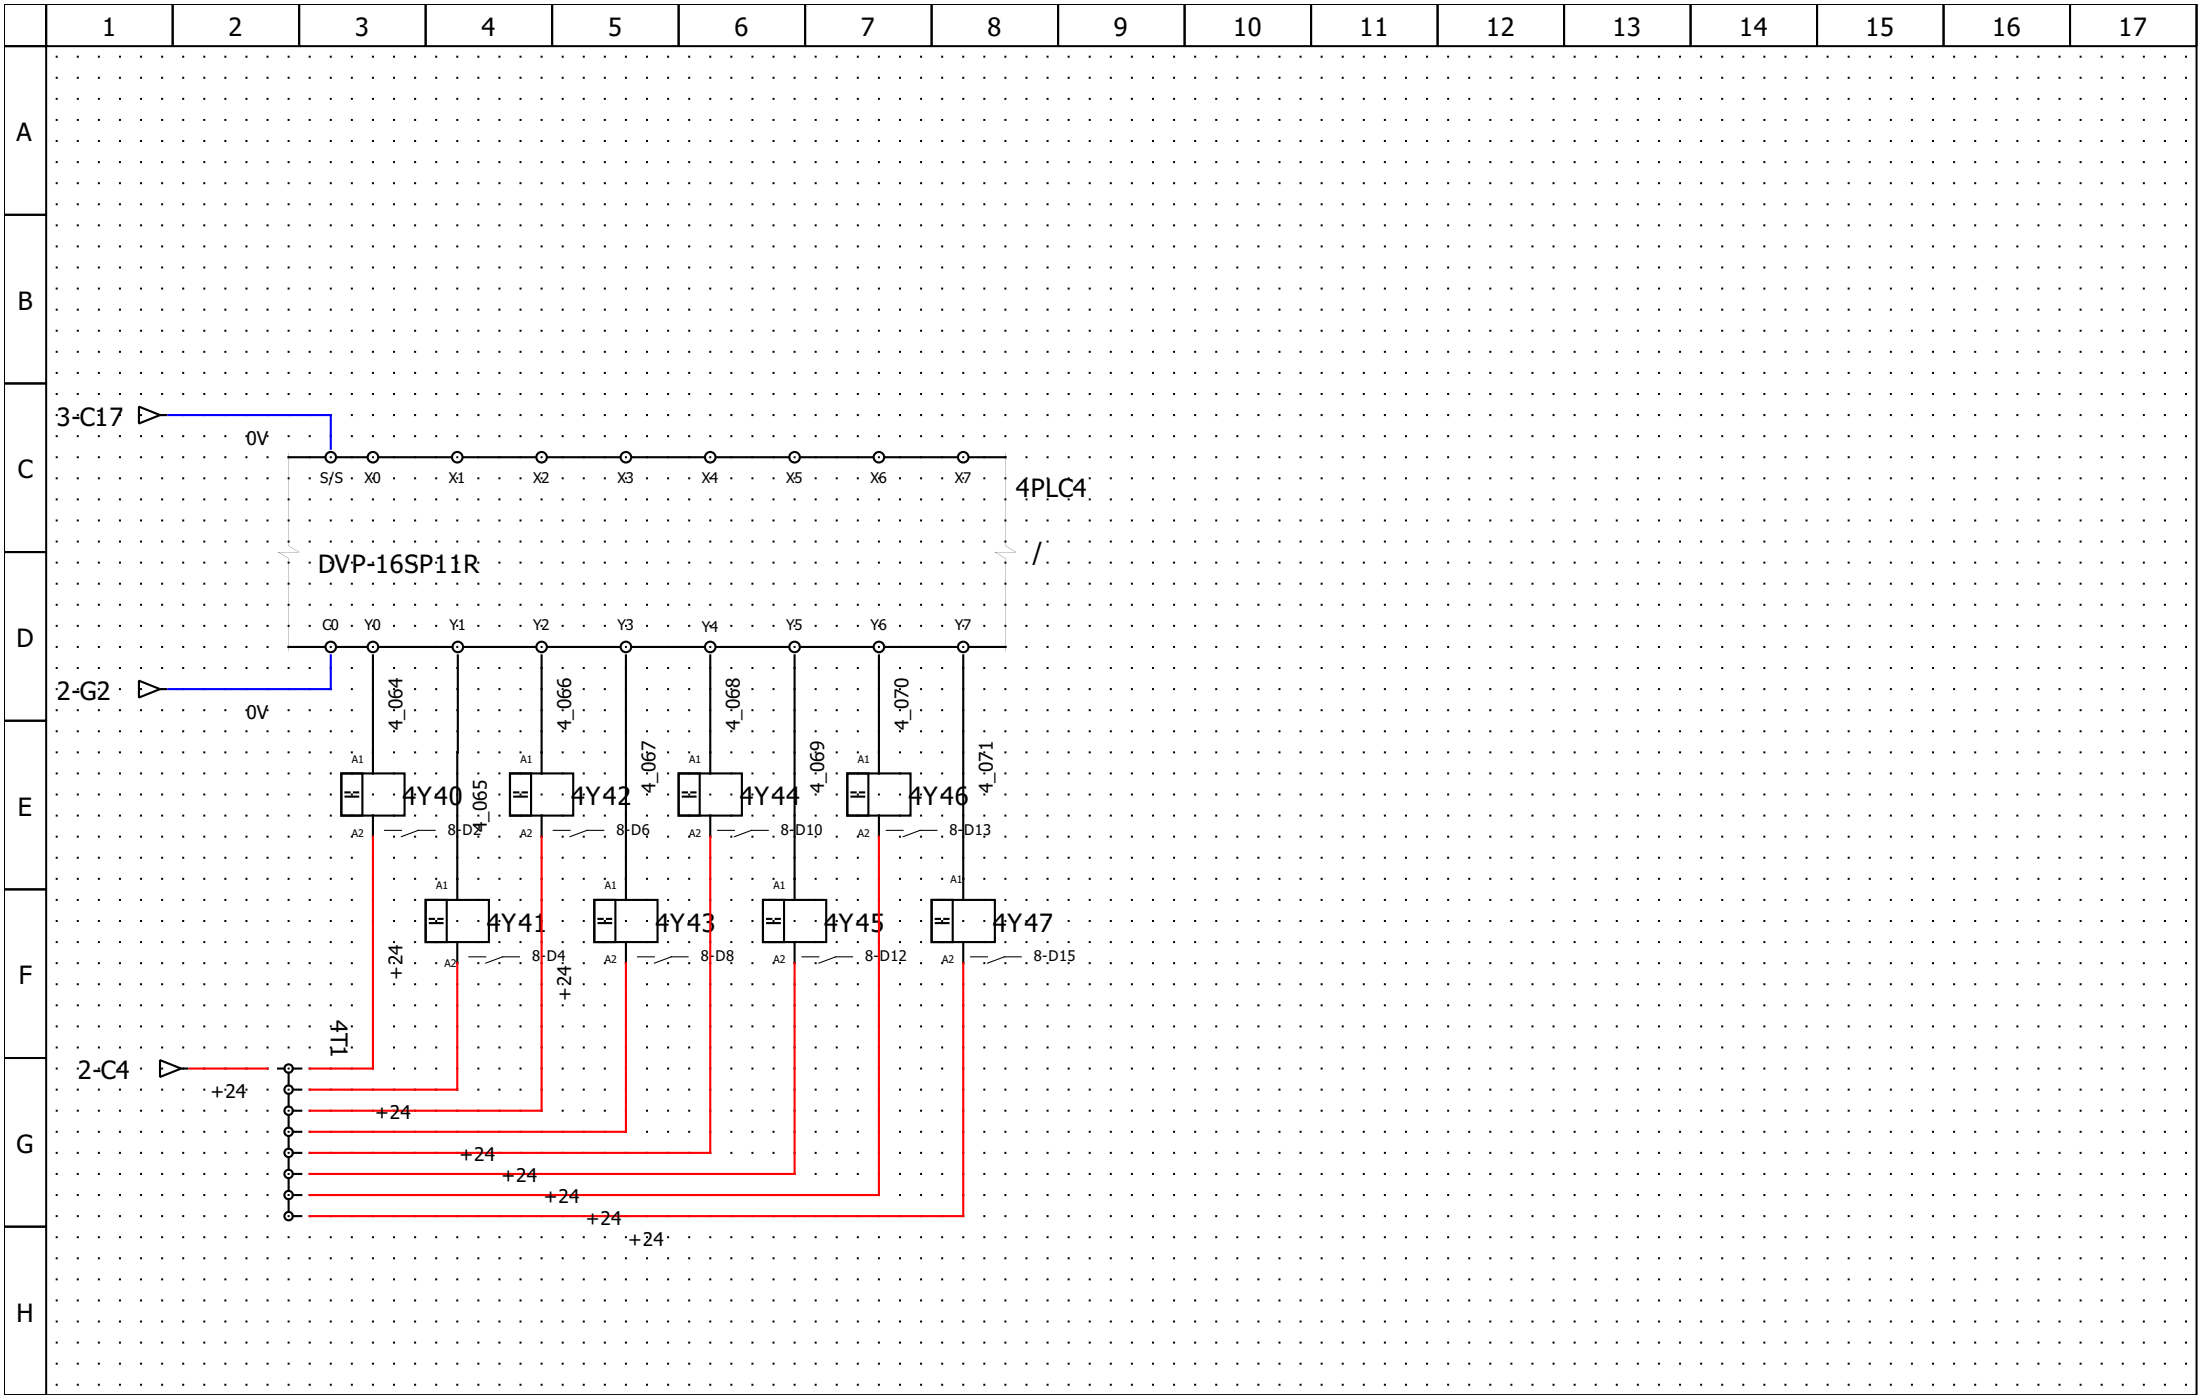 1 2 3 4 5 6 7 8 9 10 11 12 13 14 15 16 17
A
B
3-C17
0V
C
S/S X0 X1 X2 X3 X4 X5 X6 X7
4PLC4
/
DVP-16SP11R
D
C0 Y0 Y1 Y2 Y3 Y4 Y5 Y6 Y7
2-G2
0V
4_064 4_066 4_068 4_070
4_065 4_067 4_069 4_071
A1 A1 A1 A1
E
4Y40 4Y42 4Y44 4Y46
A2 8-D2 A2 8-D6 A2 8-D10 A2 8-D13
A1 A1 A1 A1
4Y41 4Y43 4Y45 4Y47
A2 8-D4 A2 8-D8 A2 8-D12 A2 8-D15
F
+24 +24
4T1
2-C4
+24
+24
G
+24
+24
+24
+24
+24
H